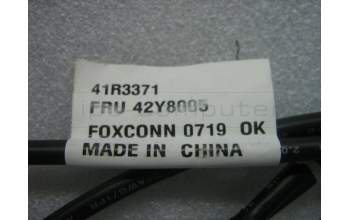 41R3371
FRU 42Y8005
FOXCONN 0719 OK
MADE IN CHINA